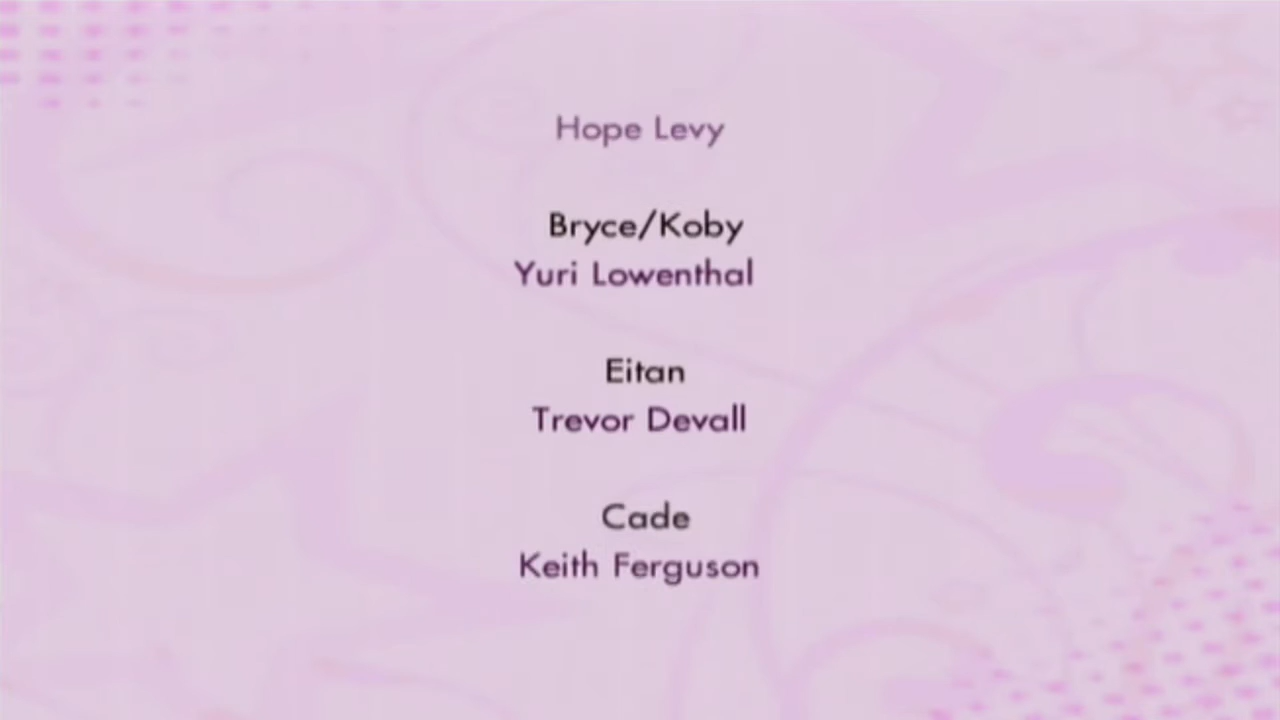 Hope Levy
Bryce/Koby
Yuri Lowenthal
Eitan
Trevor Devall
Cade
Keith Ferguson